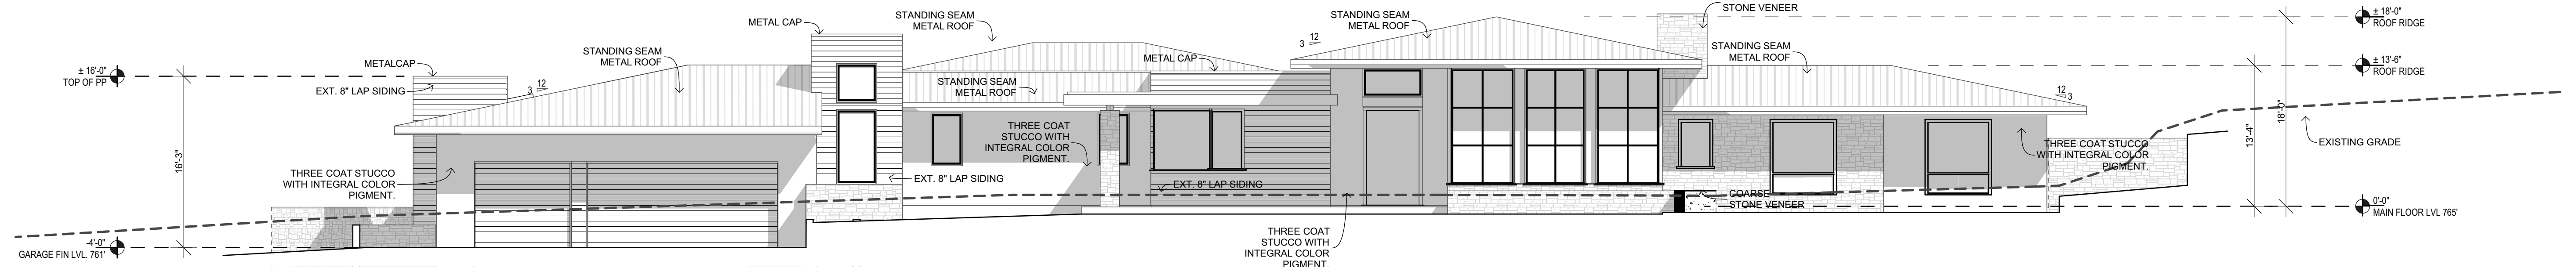 ± 16'-0"
TOP OF PP
16'-3"
-4'-0"
GARAGE FIN LVL. 761'
METALCAP
EXT. 8" LAP SIDING
THREE COAT STUCCO
WITH INTEGRAL COLOR
PIGMENT.
12
3
STANDING SEAM
METAL ROOF
METAL CAP
STANDING SEAM
METAL ROOF
STANDING SEAM
METAL ROOF
EXT. 8" LAP SIDING
THREE COAT
STUCCO WITH
INTEGRAL COLOR
PIGMENT.
METAL CAP
EXT. 8" LAP SIDING
THREE COAT
STUCCO WITH
INTEGRAL COLOR
PIGMENT.
12
3
STANDING SEAM
METAL ROOF
STONE VENEER
STANDING SEAM
METAL ROOF
COARSE
STONE VENEER
12
3
THREE COAT STUCCO
WITH INTEGRAL COLOR
PIGMENT.
13'-4"
18'-0"
EXISTING GRADE
± 18'-0"
ROOF RIDGE
± 13'-6"
ROOF RIDGE
0'-0"
MAIN FLOOR LVL 765'